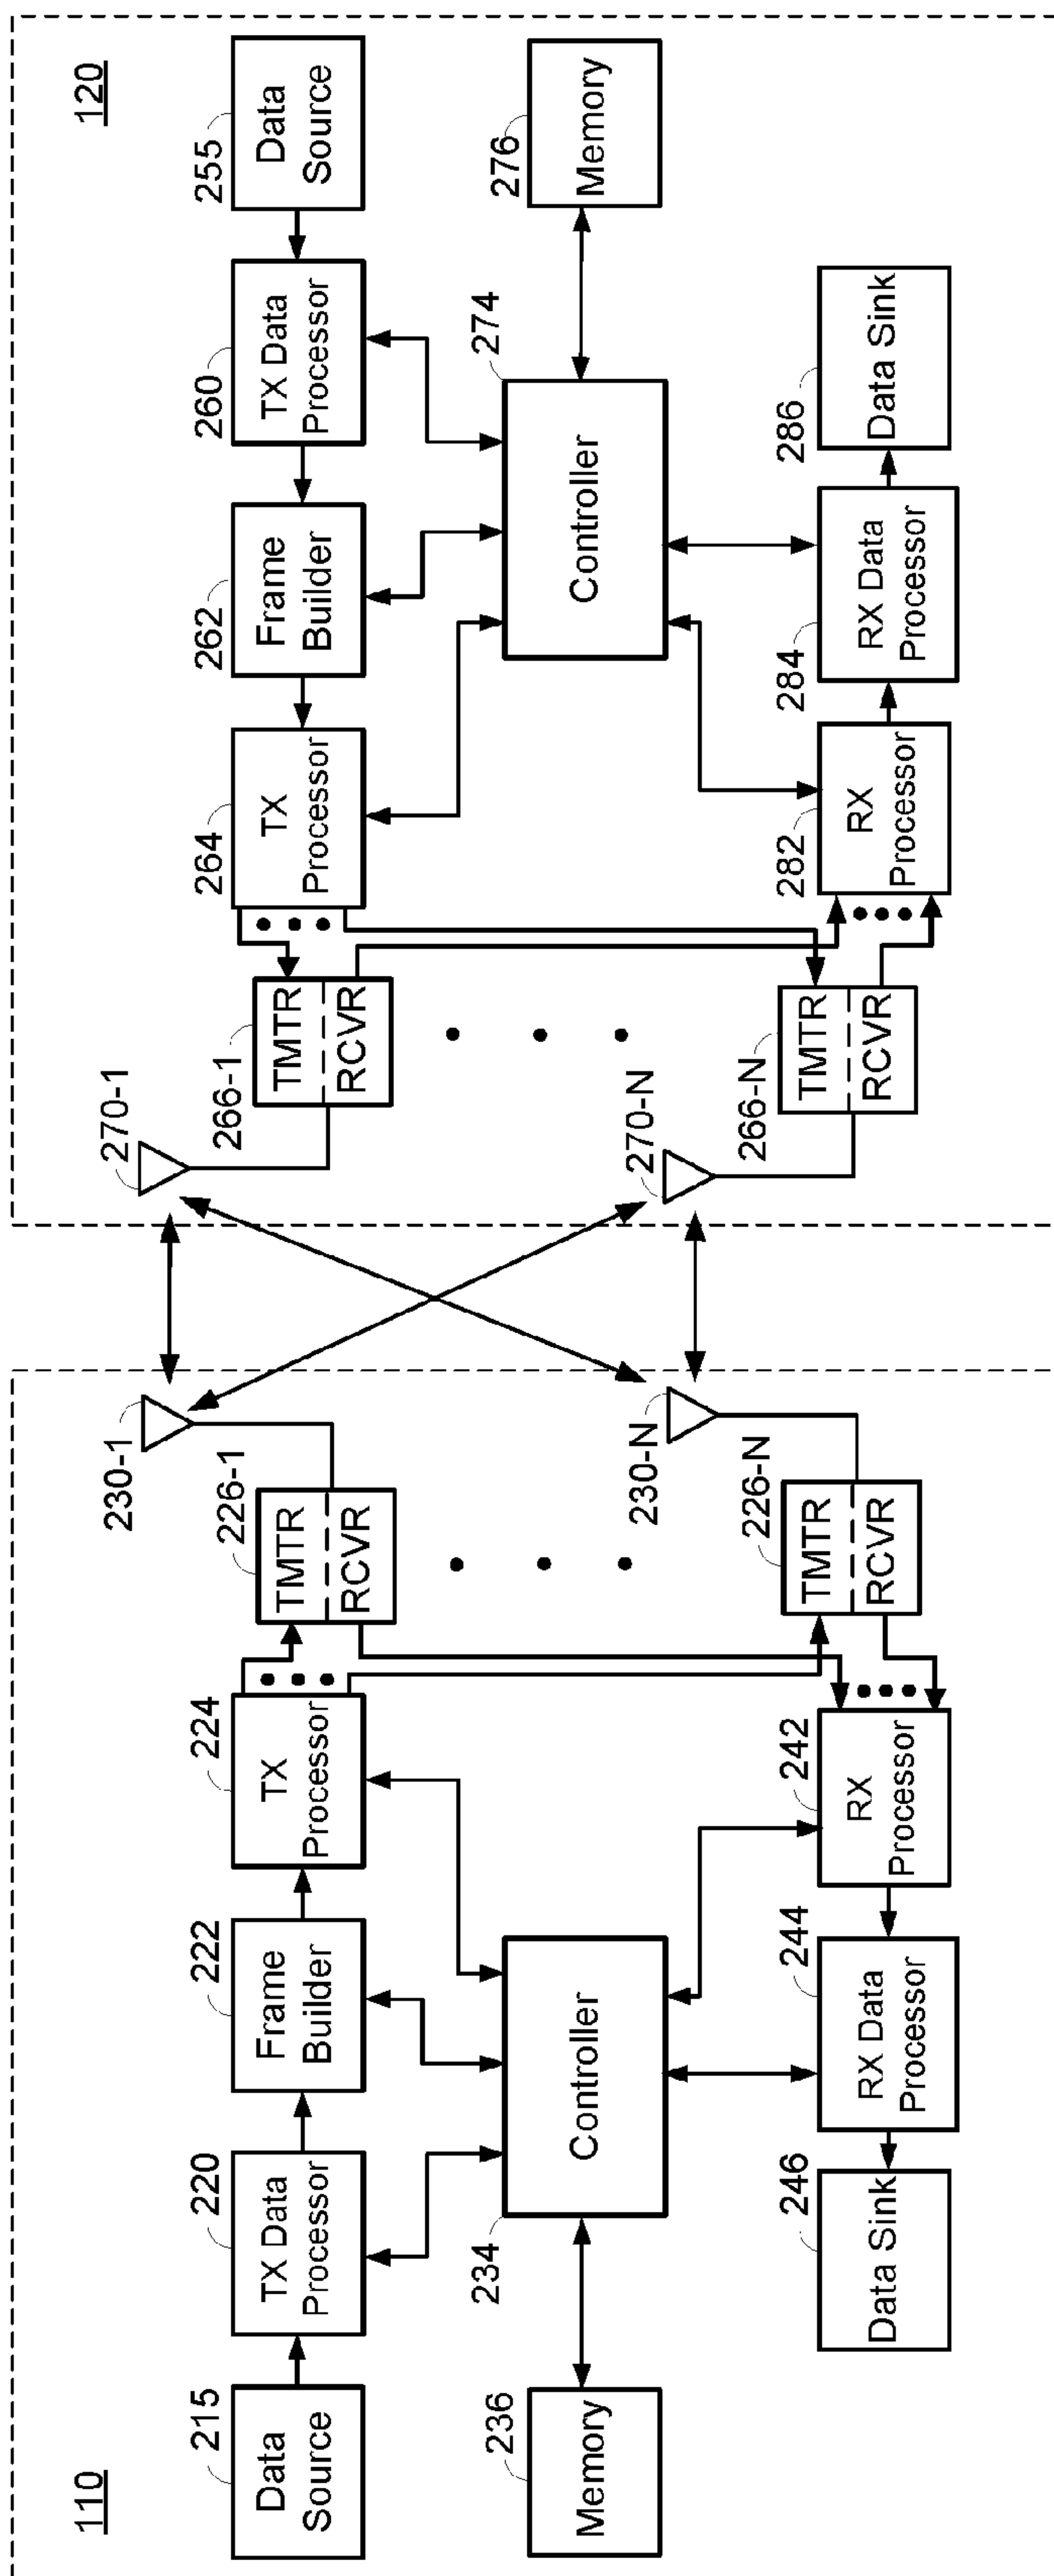 110
215
Data
Source
220
TX Data
Processor
222
Frame
Builder
224
TX
Processor
226-1
TMTR
RCVR
230-1
234
Controller
236
Memory
230-N
226-N
TMTR
RCVR
242
RX
Processor
244
RX Data
Processor
246
Data Sink
120
270-1
266-1
TMTR
RCVR
264
TX
Processor
262
Frame
Builder
260
TX Data
Processor
255
Data
Source
274
Controller
276
Memory
270-N
266-N
TMTR
RCVR
282
RX
Processor
284
RX Data
Processor
286
Data Sink